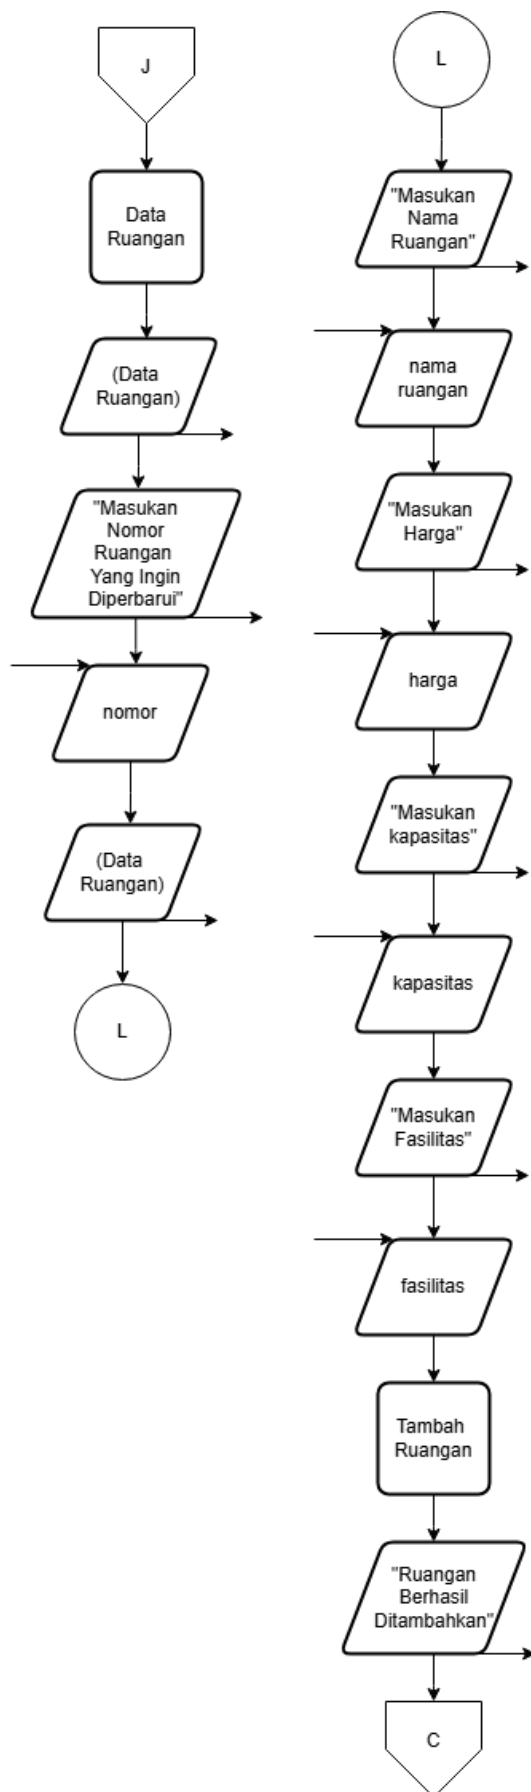 J
Data
Ruangan
(Data
Ruangan)
"Masukan
Nomor
Ruangan
Yang Ingin
Diperbarui"
nomor
(Data
Ruangan)
L
L
"Masukan
Nama
Ruangan"
nama
ruangan
"Masukan
Harga"
harga
"Masukan
kapasitas"
kapasitas
"Masukan
Fasilitas"
fasilitas
Tambah
Ruangan
"Ruangan
Berhasil
Ditambahkan"
C